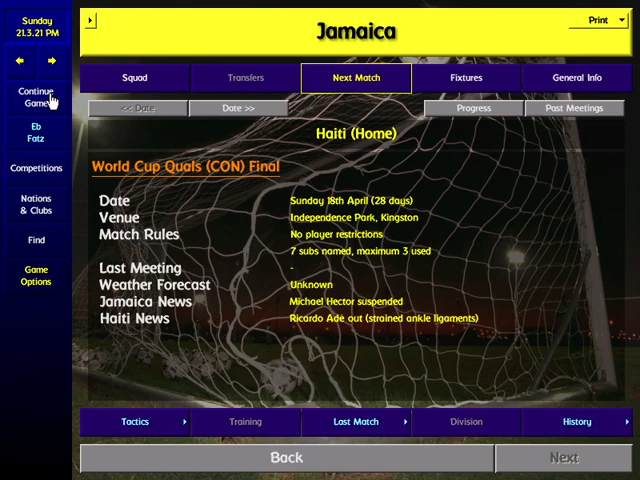 Sunday
21.3.21 PM
Continue
Game
Eb
Fatz
Competitions
Nations
& Clubs
Find
Game
Options
Jamaica
Print
Squad
Transfers
Next Match
Fixtures
General Info
<< Date
Date >>
Progress
Past Meetings
Haiti (Home)
World Cup Quals (CON) Final
Date Sunday 18th April (28 days)
Venue Independence Park, Kingston
Match Rules No player restrictions
7 subs named, maximum 3 used
Last Meeting -
Weather Forecast Unknown
Jamaica News Michael Hector suspended
Haiti News Ricardo Adé out (strained ankle ligaments)
Tactics
Training
Last Match
Division
History
Back
Next